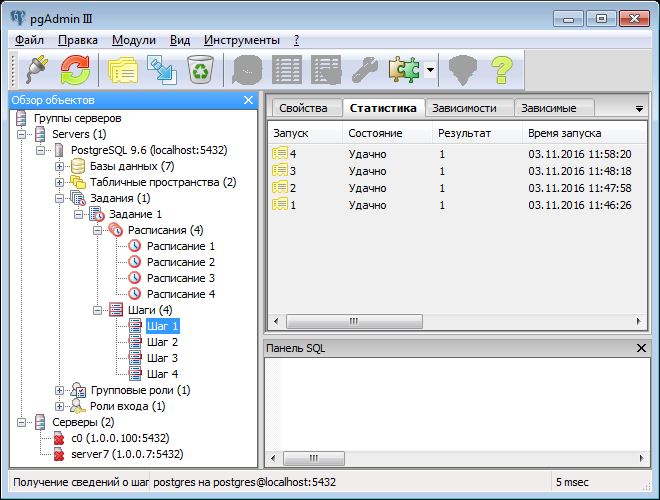 pgAdmin III
Файл Правка Модули Вид Инструменты ?
Обзор объектов
Группы серверов
Servers (1)
PostgreSQL 9.6 (localhost:5432)
Базы данных (7)
Табличные пространства (2)
Задания (1)
Задание 1
Расписания (4)
Расписание 1
Расписание 2
Расписание 3
Расписание 4
Шаги (4)
Шаг 1
Шаг 2
Шаг 3
Шаг 4
Групповые роли (1)
Роли входа (1)
Серверы (2)
c0 (1.0.0.100:5432)
server7 (1.0.0.7:5432)
Свойства Статистика Зависимости Зависимые
Запуск Состояние Результат Время запуска
4 Удачно 1 03.11.2016 11:58:20
3 Удачно 1 03.11.2016 11:48:18
2 Удачно 1 03.11.2016 11:47:58
1 Удачно 1 03.11.2016 11:46:26
Панель SQL
Получение сведений о шаг postgres на postgres@localhost:5432 5 msec